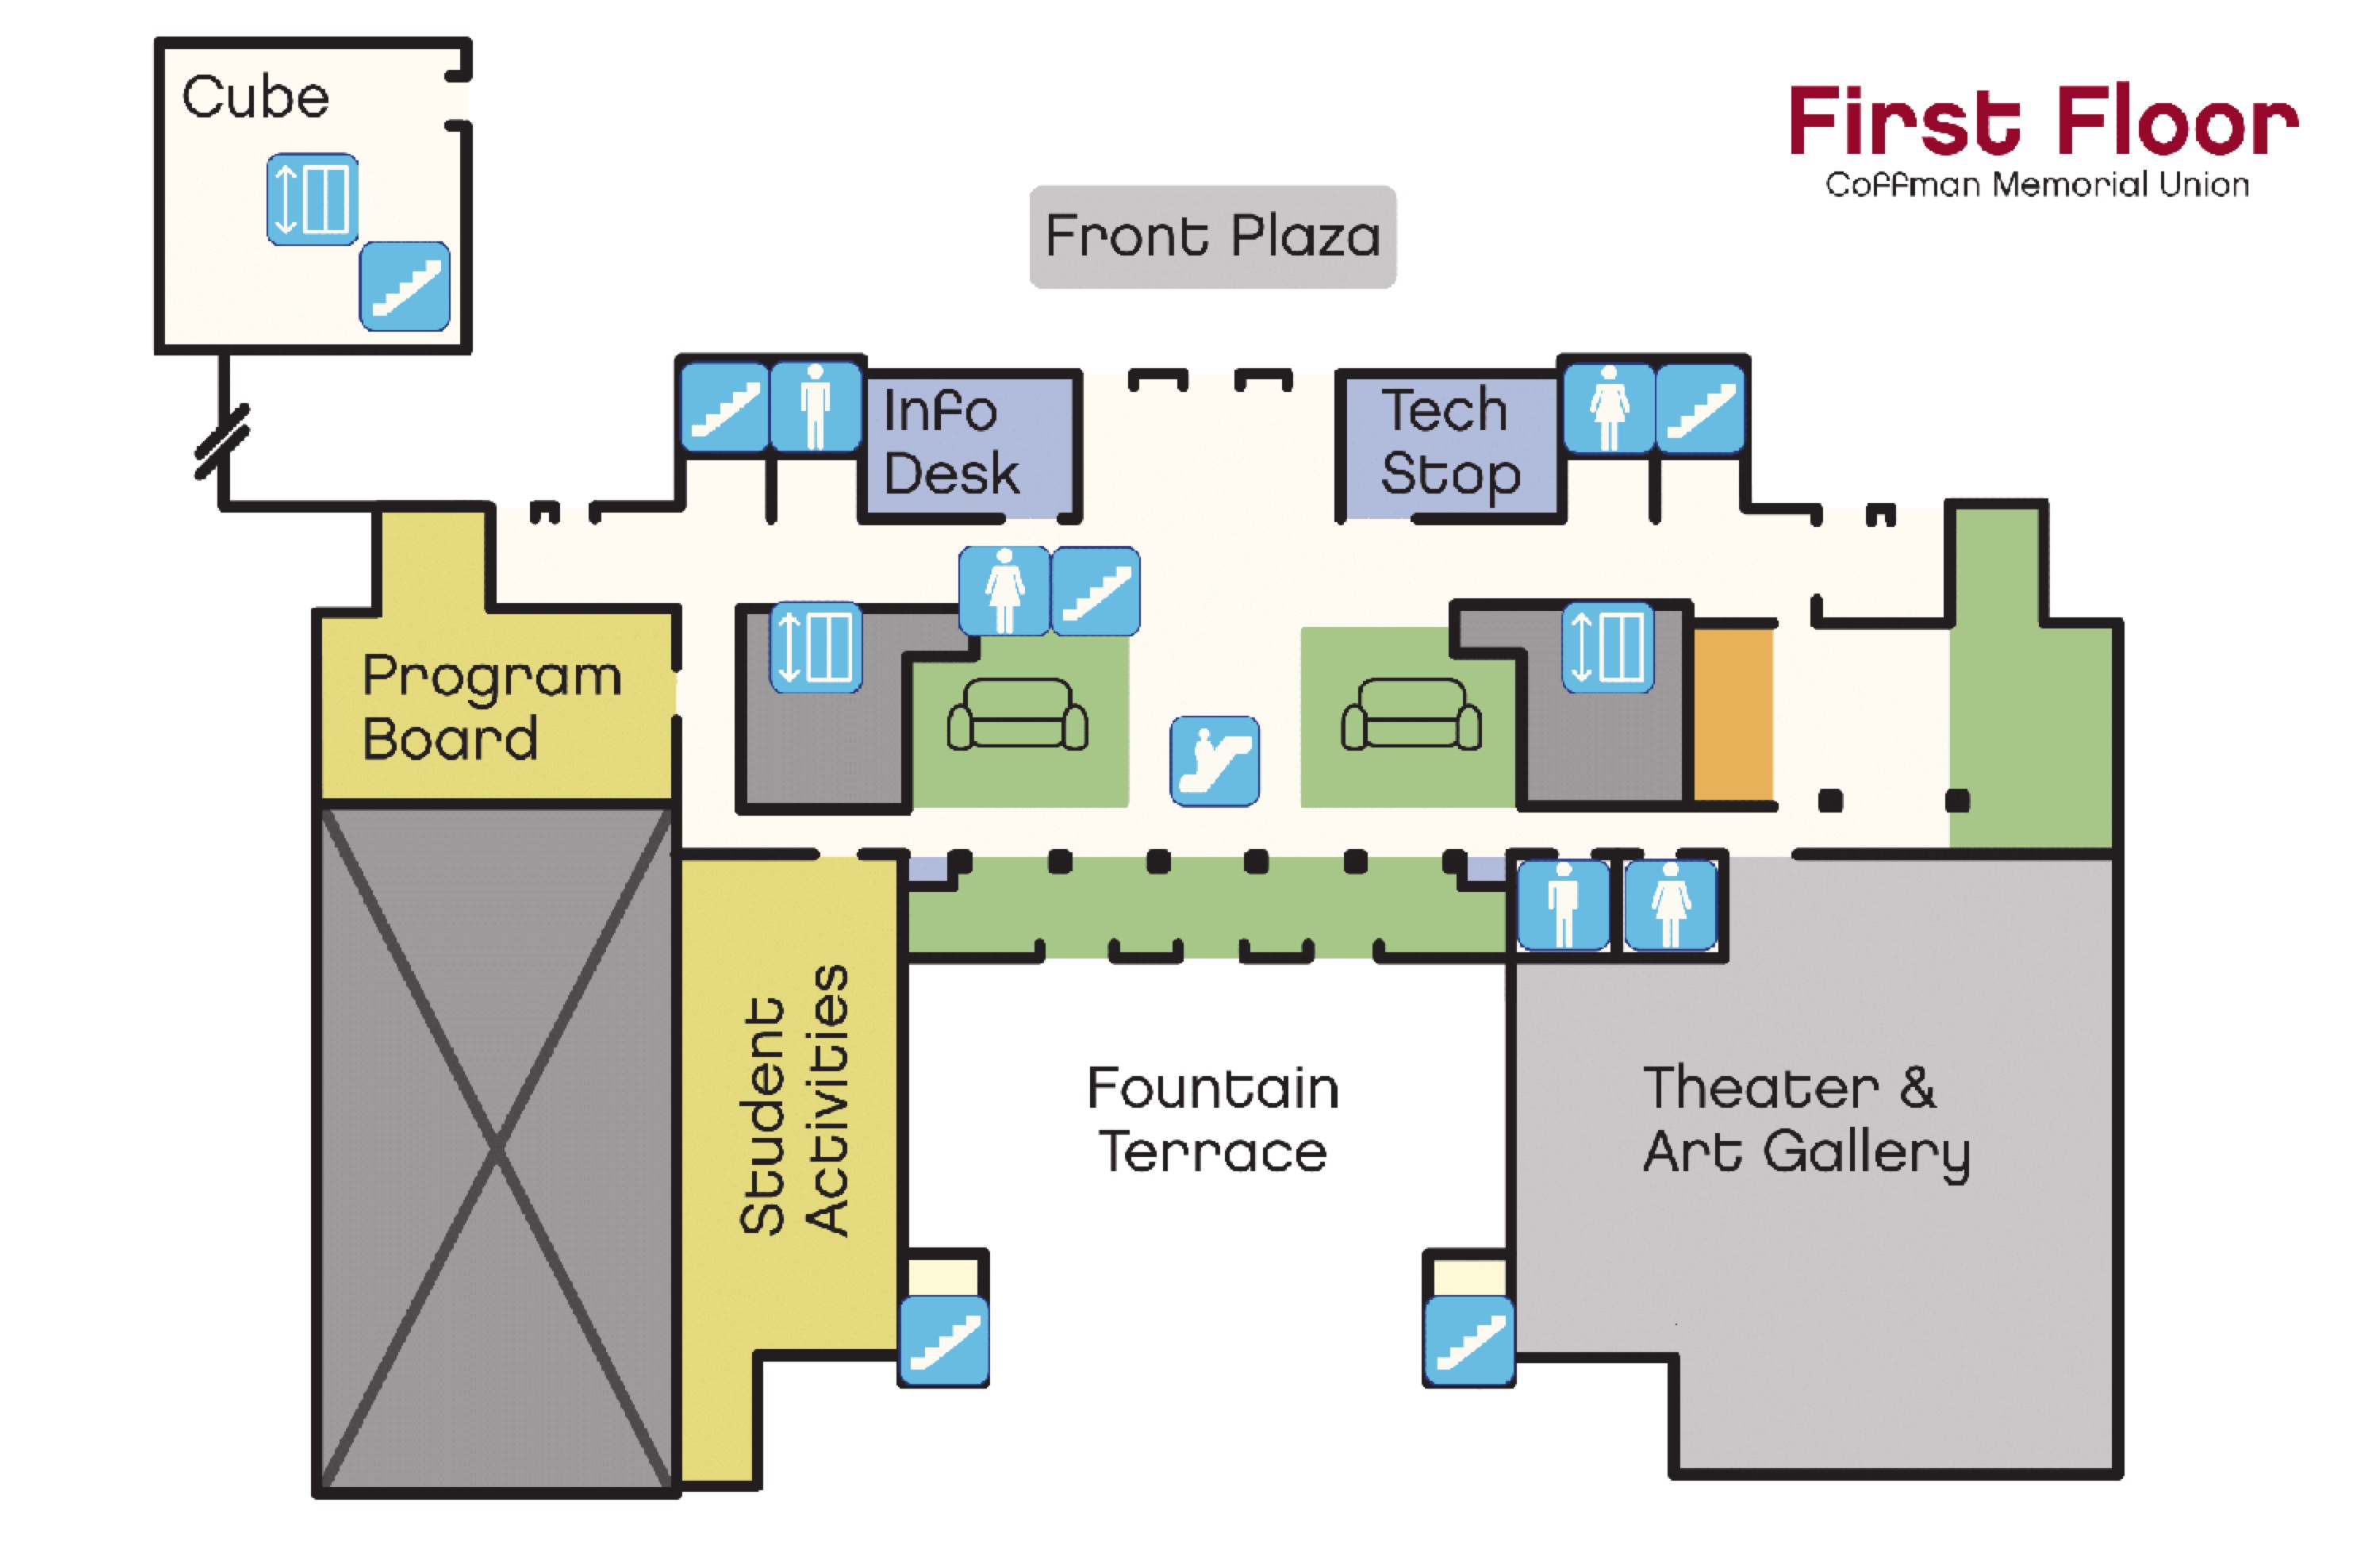 Cube
First Floor
Coffman Memorial Union
Front Plaza
Info
Desk
Tech
Stop
Program
Board
Student
Activities
Fountain
Terrace
Theater &
Art Gallery